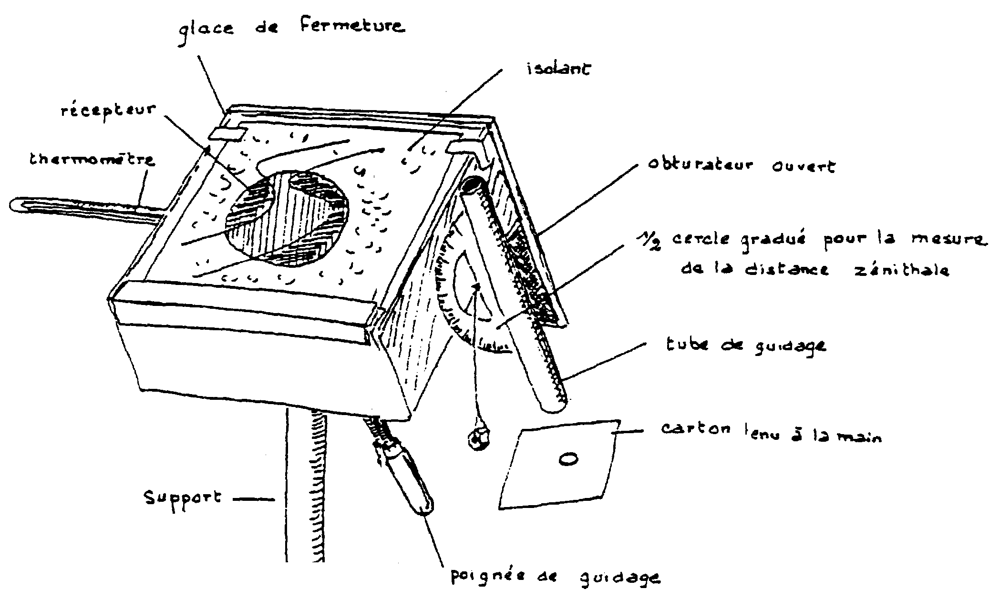 glace de fermeture
isolant
récepteur
thermomètre
obturateur ouvert
1/2 cercle gradué pour la mesure
de la distance zénithale
tube de guidage
carton tenu à la main
support
poignée de guidage